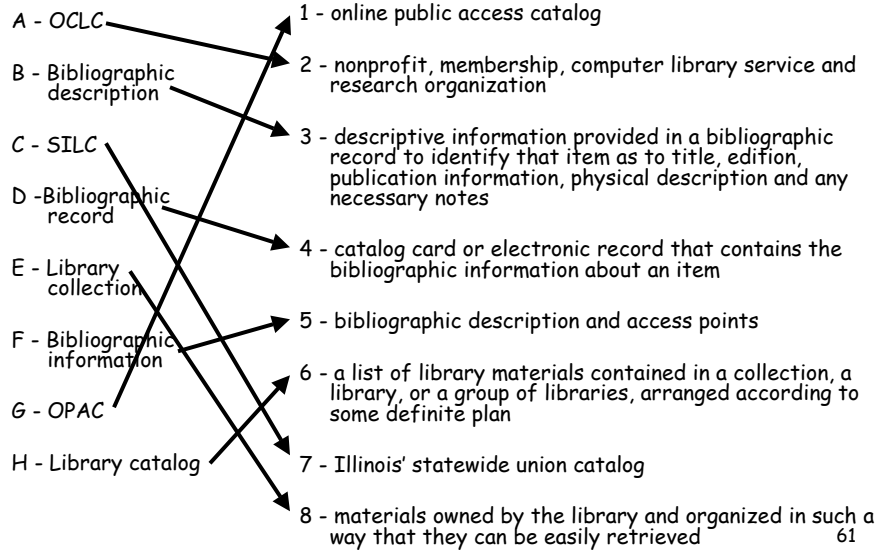 A - OCLC
B - Bibliographic
description
C - SILC
D -Bibliographic
record
E - Library
collection
F - Bibliographic
information
G - OPAC
H - Library catalog
1 - online public access catalog
2 - nonprofit, membership, computer library service and
research organization
3 - descriptive information provided in a bibliographic
record to identify that item as to title, edition,
publication information, physical description and any
necessary notes
4 - catalog card or electronic record that contains the
bibliographic information about an item
5 - bibliographic description and access points
6 - a list of library materials contained in a collection, a
library, or a group of libraries, arranged according to
some definite plan
7 - Illinois’ statewide union catalog
8 - materials owned by the library and organized in such a
way that they can be easily retrieved
61